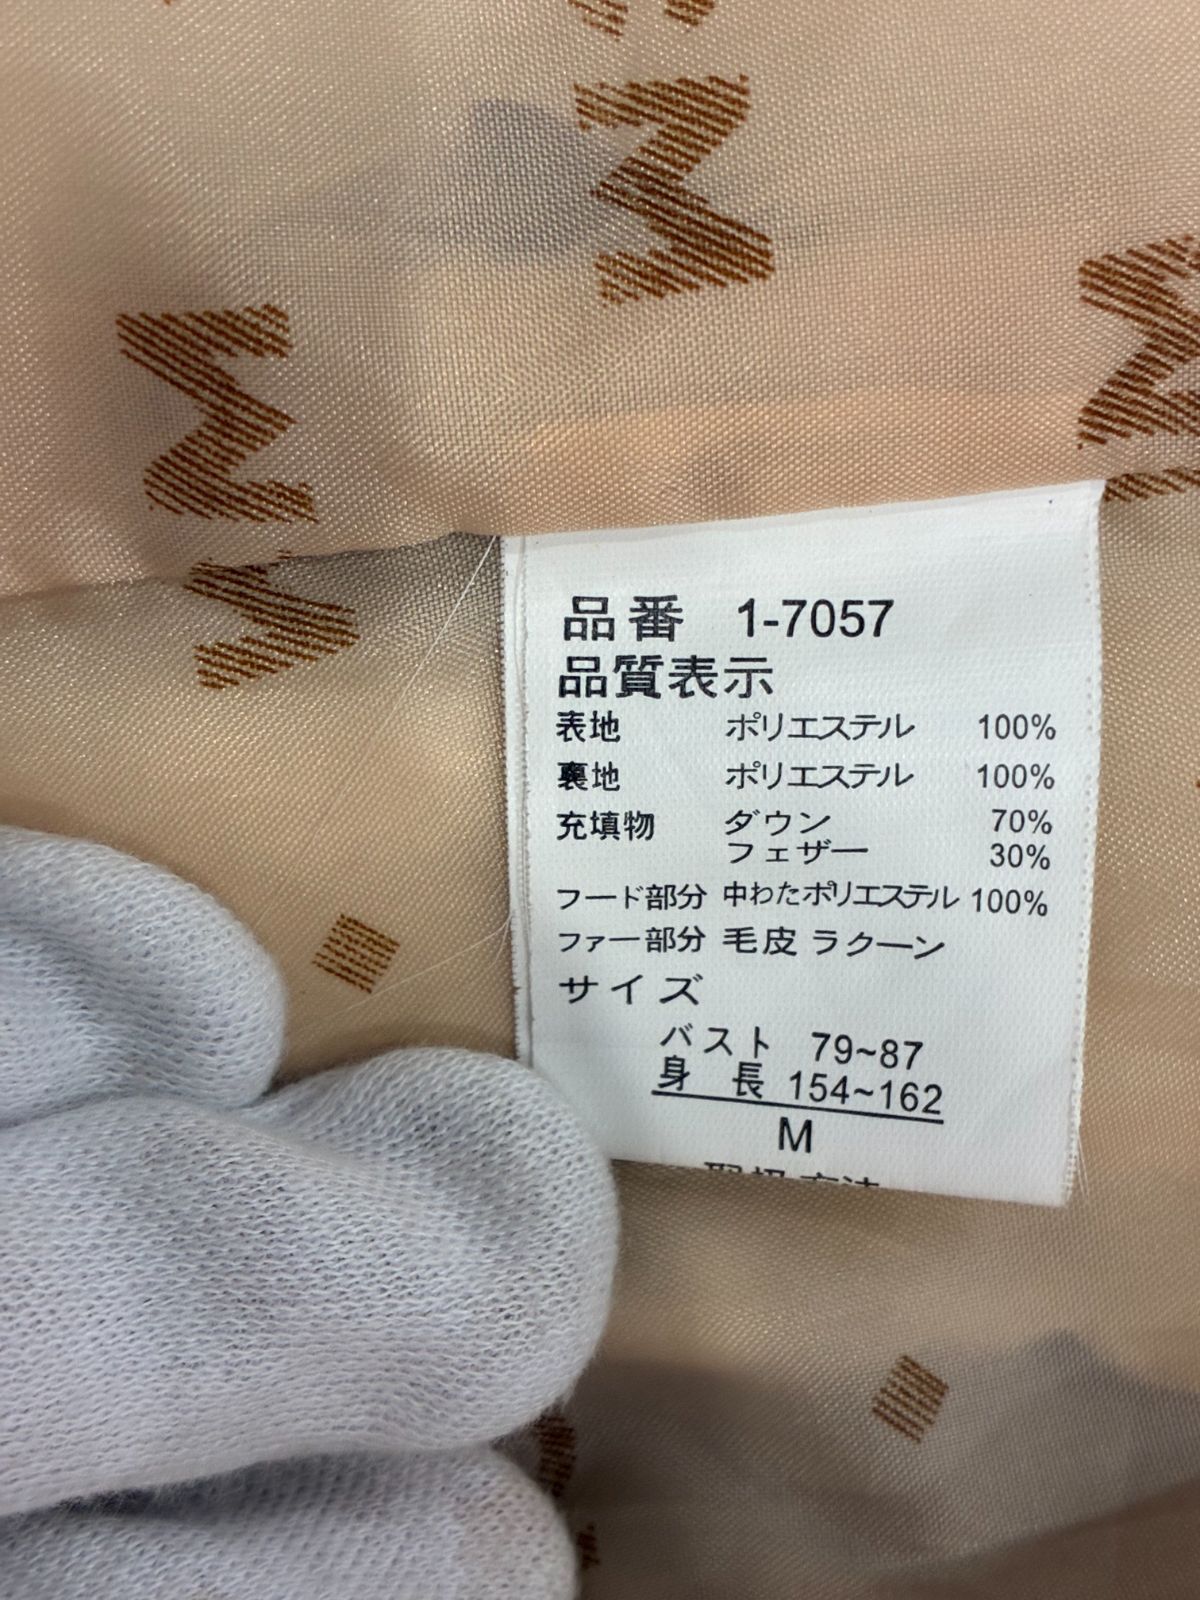 品番 1-7057
品質表示
表地 ポリエステル 100%
裏地 ポリエステル 100%
充填物 ダウン 70%
フェザー 30%
フード部分 中わたポリエステル 100%
ファー部分 毛皮 ラクーン
サイズ
バスト 79~87
身長 154~162
M